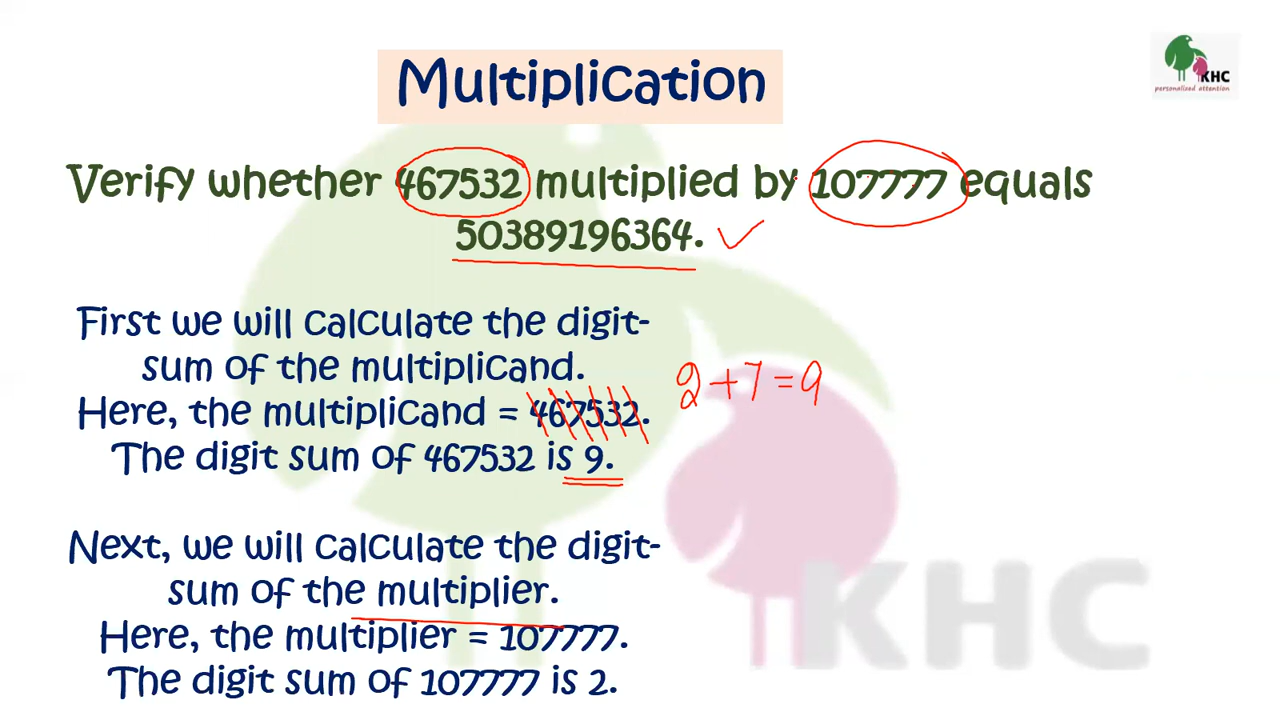 Multiplication
KHC
personalised attention
Verify whether 467532 multiplied by 107777 equals
50389196364.
First we will calculate the digit-
sum of the multiplicand.
Here, the multiplicand = 467532.
The digit sum of 467532 is 9.
2+7=9
Next, we will calculate the digit-
sum of the multiplier.
Here, the multiplier = 107777.
The digit sum of 107777 is 2.
KHC